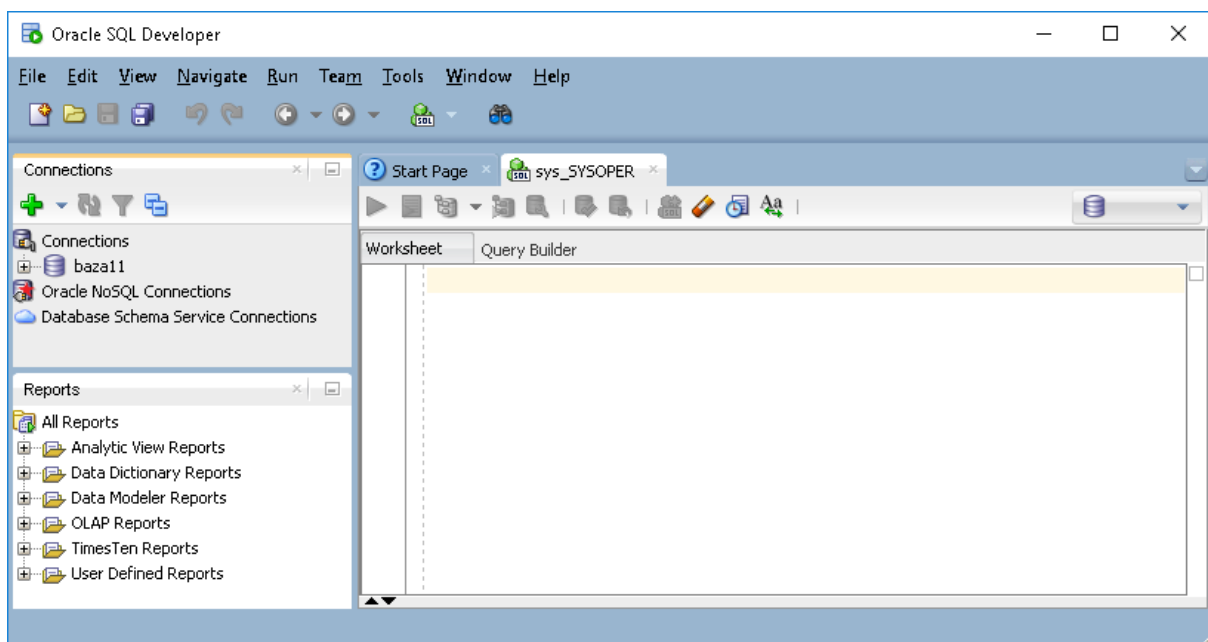 Oracle SQL Developer
File Edit View Navigate Run Team Tools Window Help
Connections
Connections
baza11
Oracle NoSQL Connections
Database Schema Service Connections
Reports
All Reports
Analytic View Reports
Data Dictionary Reports
Data Modeler Reports
OLAP Reports
TimesTen Reports
User Defined Reports
Start Page
sys_SYSOPER
Worksheet Query Builder